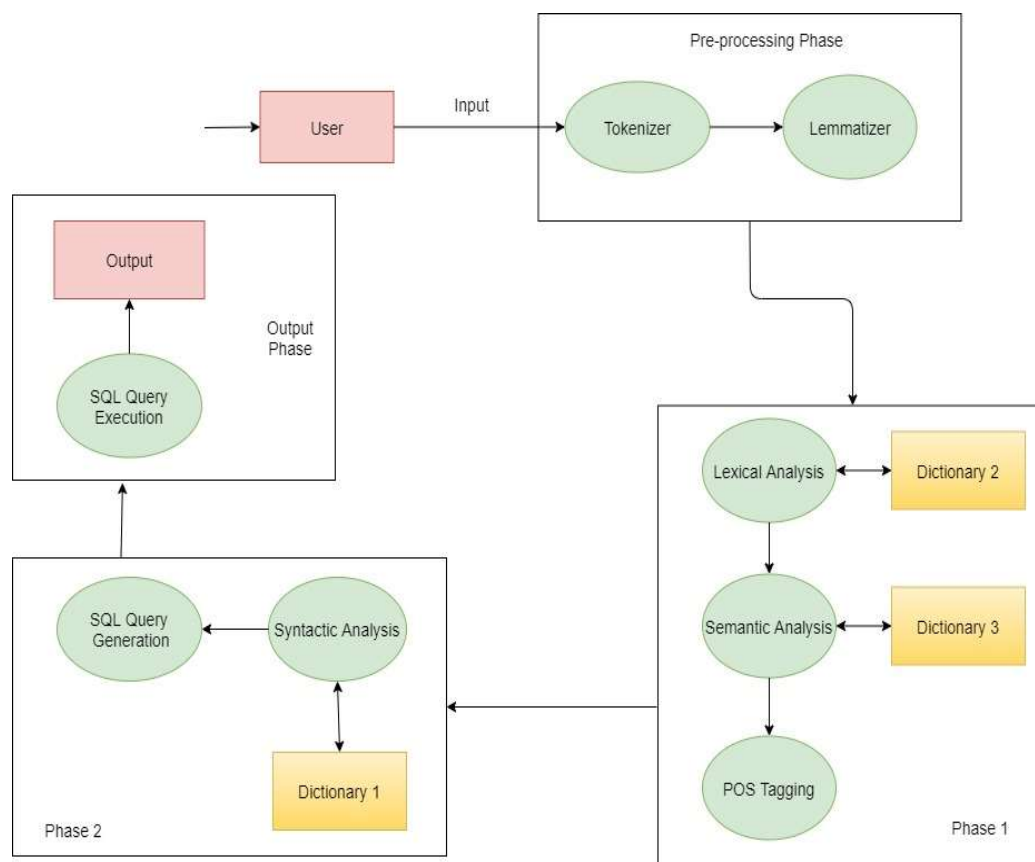 Pre-processing Phase
User
Input
Tokenizer
Lemmatizer
Output
Output
Phase
SQL Query
Execution
Lexical Analysis
Dictionary 2
Semantic Analysis
Dictionary 3
POS Tagging
Phase 1
SQL Query
Generation
Syntactic Analysis
Dictionary 1
Phase 2